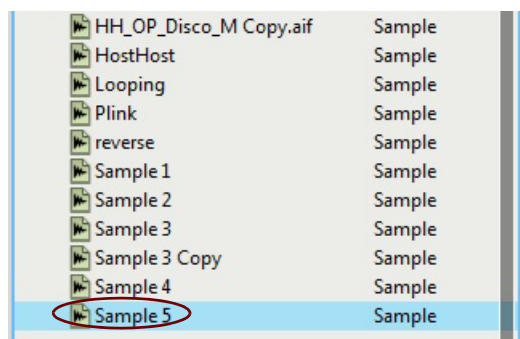 HH_OP_Disco_M Copy.aif Sample
HostHost Sample
Looping Sample
Plink Sample
reverse Sample
Sample 1 Sample
Sample 2 Sample
Sample 3 Sample
Sample 3 Copy Sample
Sample 4 Sample
Sample 5 Sample